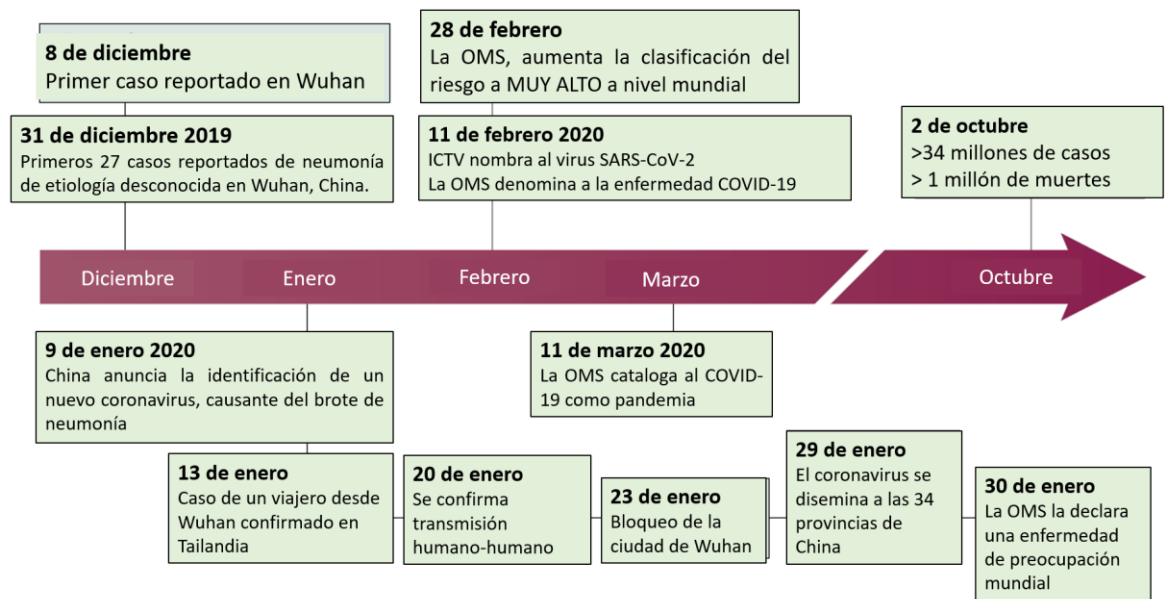 8 de diciembre
Primer caso reportado en Wuhan
31 de diciembre 2019
Primeros 27 casos reportados de neumonía
de etiología desconocida en Wuhan, China.
28 de febrero
La OMS, aumenta la clasificación del
riesgo a MUY ALTO a nivel mundial
11 de febrero 2020
ICTV nombra al virus SARS-CoV-2
La OMS denomina a la enfermedad COVID-19
2 de octubre
>34 millones de casos
> 1 millón de muertes
Diciembre
Enero
Febrero
Marzo
Octubre
9 de enero 2020
China anuncia la identificación de un
nuevo coronavirus, causante del brote de
neumonía
11 de marzo 2020
La OMS cataloga al COVID-
19 como pandemia
13 de enero
Caso de un viajero desde
Wuhan confirmado en
Tailandia
20 de enero
Se confirma
transmisión
humano-humano
23 de enero
Bloqueo de la
ciudad de Wuhan
29 de enero
El coronavirus se
disemina a las 34
provincias de
China
30 de enero
La OMS la declara
una enfermedad
de preocupación
mundial